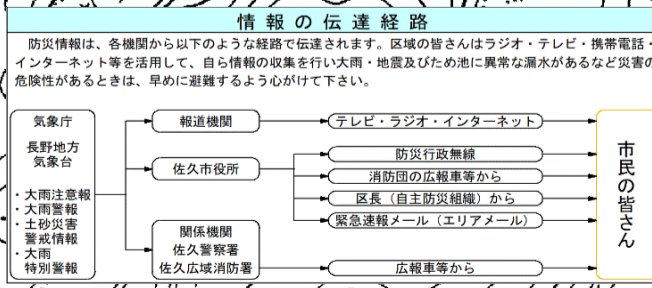 情報の伝達経路
防災情報は、各機関から以下のような経路で伝達されます。区域の皆さんはラジオ・テレビ・携帯電話・
インターネット等を活用して、自ら情報の収集を行い大雨・地震及びため池に異常な漏水があるなど災害の
危険性があるときは、早めに避難するよう心がけて下さい。
気象庁
長野地方
気象台
・大雨注意報
・大雨警報
・土砂災害
警戒情報
・大雨
特別警報
報道機関
佐久市役所
関係機関
佐久警察署
佐久広域消防署
テレビ・ラジオ・インターネット
防災行政無線
消防団の広報車等から
区長（自主防災組織）から
緊急速報メール（エリアメール）
広報車等から
市民の皆さん